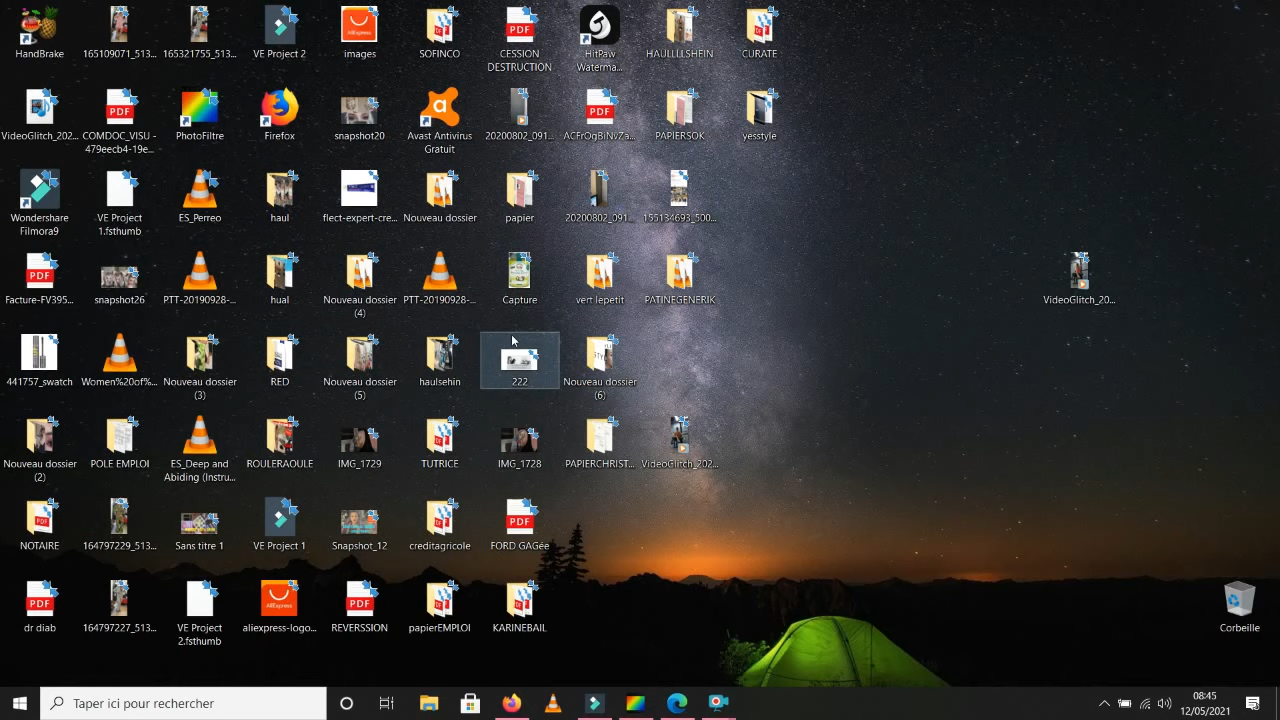 HandBrake
165109071_513...
165321755_513...
VE Project 2
images
SOFINCO
CESSION
DESTRUCTION
HitPaw
Waterma...
HAULLLLSHEIN
CURATE
VideoGlitch_202...
COMDOC_VISU -
479eecb4-19e...
PhotoFiltre
Firefox
snapshot20
Avast Antivirus
Gratuit
20200802_091...
ACFrOgBiNvZa...
PAPIERSOK
yesstyle
Wondershare
Filmora9
VE Project
1.fsthumb
ES_Perreo
haul
flect-expert-cre...
Nouveau dossier
papier
20200802_091...
155134693_500...
Facture-FV395...
snapshot26
PTT-20190928-...
hual
Nouveau dossier
(4)
PTT-20190928-...
Capture
vert lepetit
PATINEGENERIK
VideoGlitch_20...
441757_swatch
Women%20of%...
Nouveau dossier
(3)
RED
Nouveau dossier
(5)
haulsehin
222
Nouveau dossier
(6)
Nouveau dossier
(2)
POLE EMPLOI
ES_Deep and
Abiding (Instru...
ROULERAOULE
IMG_1729
TUTRICE
IMG_1728
PAPIERCHRIST...
VideoGlitch_202...
NOTAIRE
164797229_513...
Sans titre 1
VE Project 1
Snapshot_12
creditagricole
FORD GAGée
dr diab
164797227_513...
VE Project
2.fsthumb
aliexpress-logo...
REVERSSION
papierEMPLOI
KARINEBAIL
Corbeille
Taper ici pour rechercher
08:45
12/05/2021